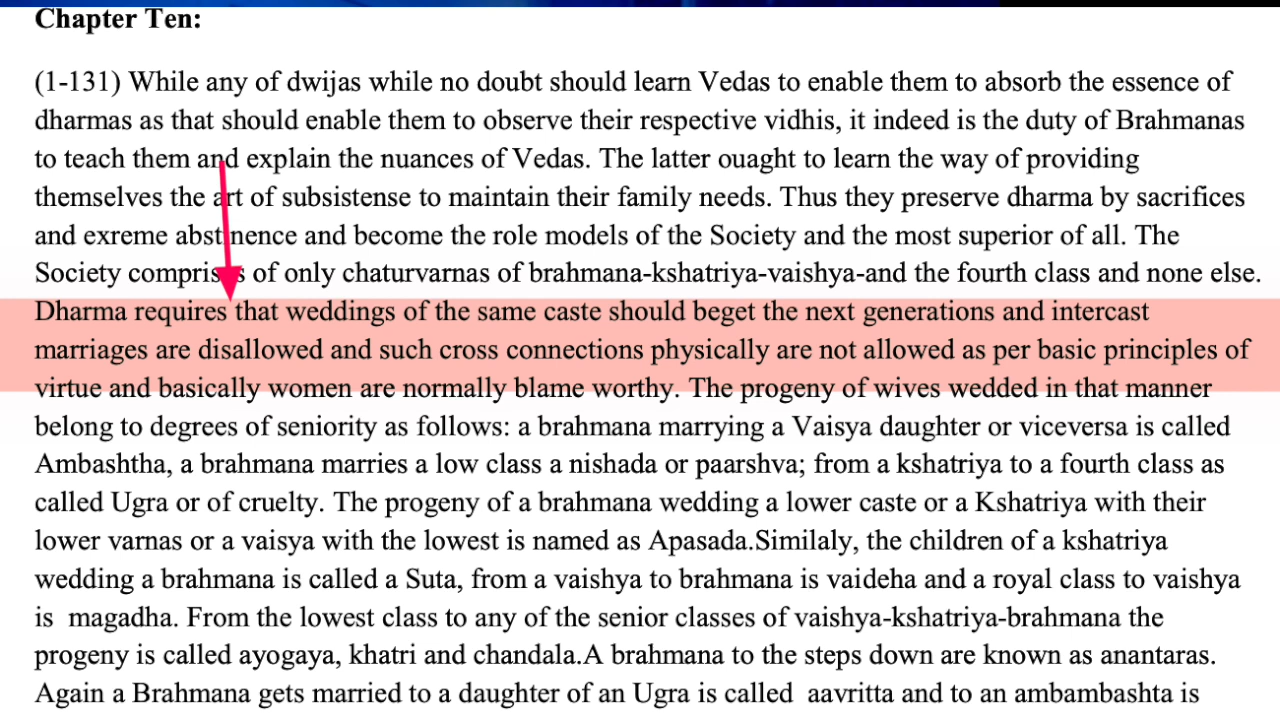 Chapter Ten:
(1-131) While any of dwijas while no doubt should learn Vedas to enable them to absorb the essence of
dharmas as that should enable them to observe their respective vidhis, it indeed is the duty of Brahmanas
to teach them and explain the nuances of Vedas. The latter ouaght to learn the way of providing
themselves the art of subsistense to maintain their family needs. Thus they preserve dharma by sacrifices
and exreme abstinence and become the role models of the Society and the most superior of all. The
Society comprises of only chaturvarnas of brahmana-kshatriya-vaishya-and the fourth class and none else.
Dharma requires that weddings of the same caste should beget the next generations and intercast
marriages are disallowed and such cross connections physically are not allowed as per basic principles of
virtue and basically women are normally blame worthy. The progeny of wives wedded in that manner
belong to degrees of seniority as follows: a brahmana marrying a Vaisya daughter or viceversa is called
Ambashtha, a brahmana marries a low class a nishada or paarshva; from a kshatriya to a fourth class as
called Ugra or of cruelty. The progeny of a brahmana wedding a lower caste or a Kshatriya with their
lower varnas or a vaisya with the lowest is named as Apasada.Similaly, the children of a kshatriya
wedding a brahmana is called a Suta, from a vaishya to brahmana is vaideha and a royal class to vaishya
is magadha. From the lowest class to any of the senior classes of vaishya-kshatriya-brahmana the
progeny is called ayogaya, khatri and chandala.A brahmana to the steps down are known as anantaras.
Again a Brahmana gets married to a daughter of an Ugra is called aavritta and to an ambambashta is